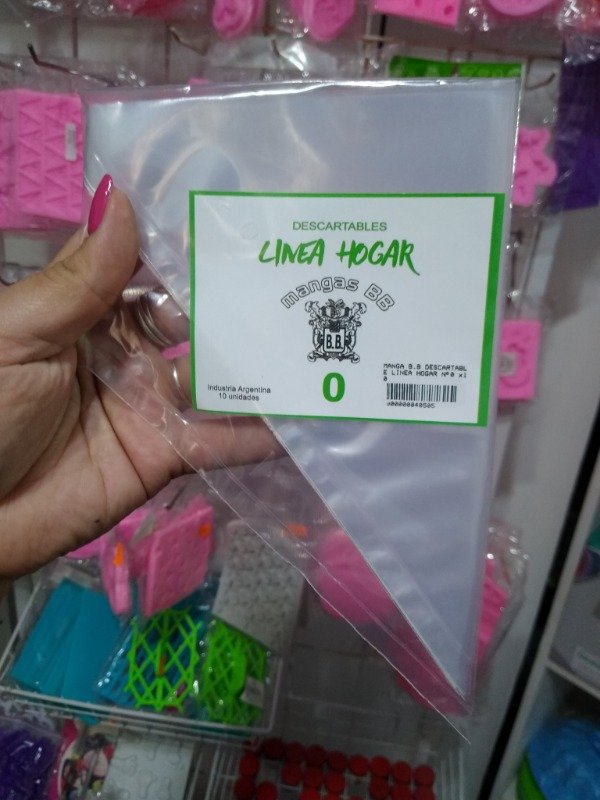 DESCARTABLES
LINEA HOGAR
mangas BB
B.B.
0
Industria Argentina
10 unidades
MANGA B.B DESCARTABL
E LINEA HOGAR Nº0 x1
0